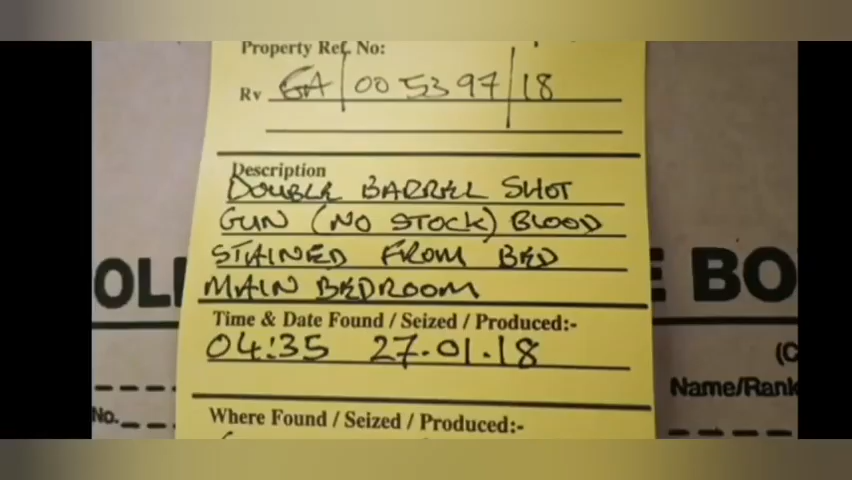 Property Ref. No:
Rv GA/005397/18
Description
DOUBLE BARREL SHOT
GUN (NO STOCK) BLOOD
STAINED FROM BED
MAIN BEDROOM
Time & Date Found / Seized / Produced:-
04:35 27.01.18
Where Found / Seized / Produced:-
OLI
E BO
(C
Name/Rank
No.